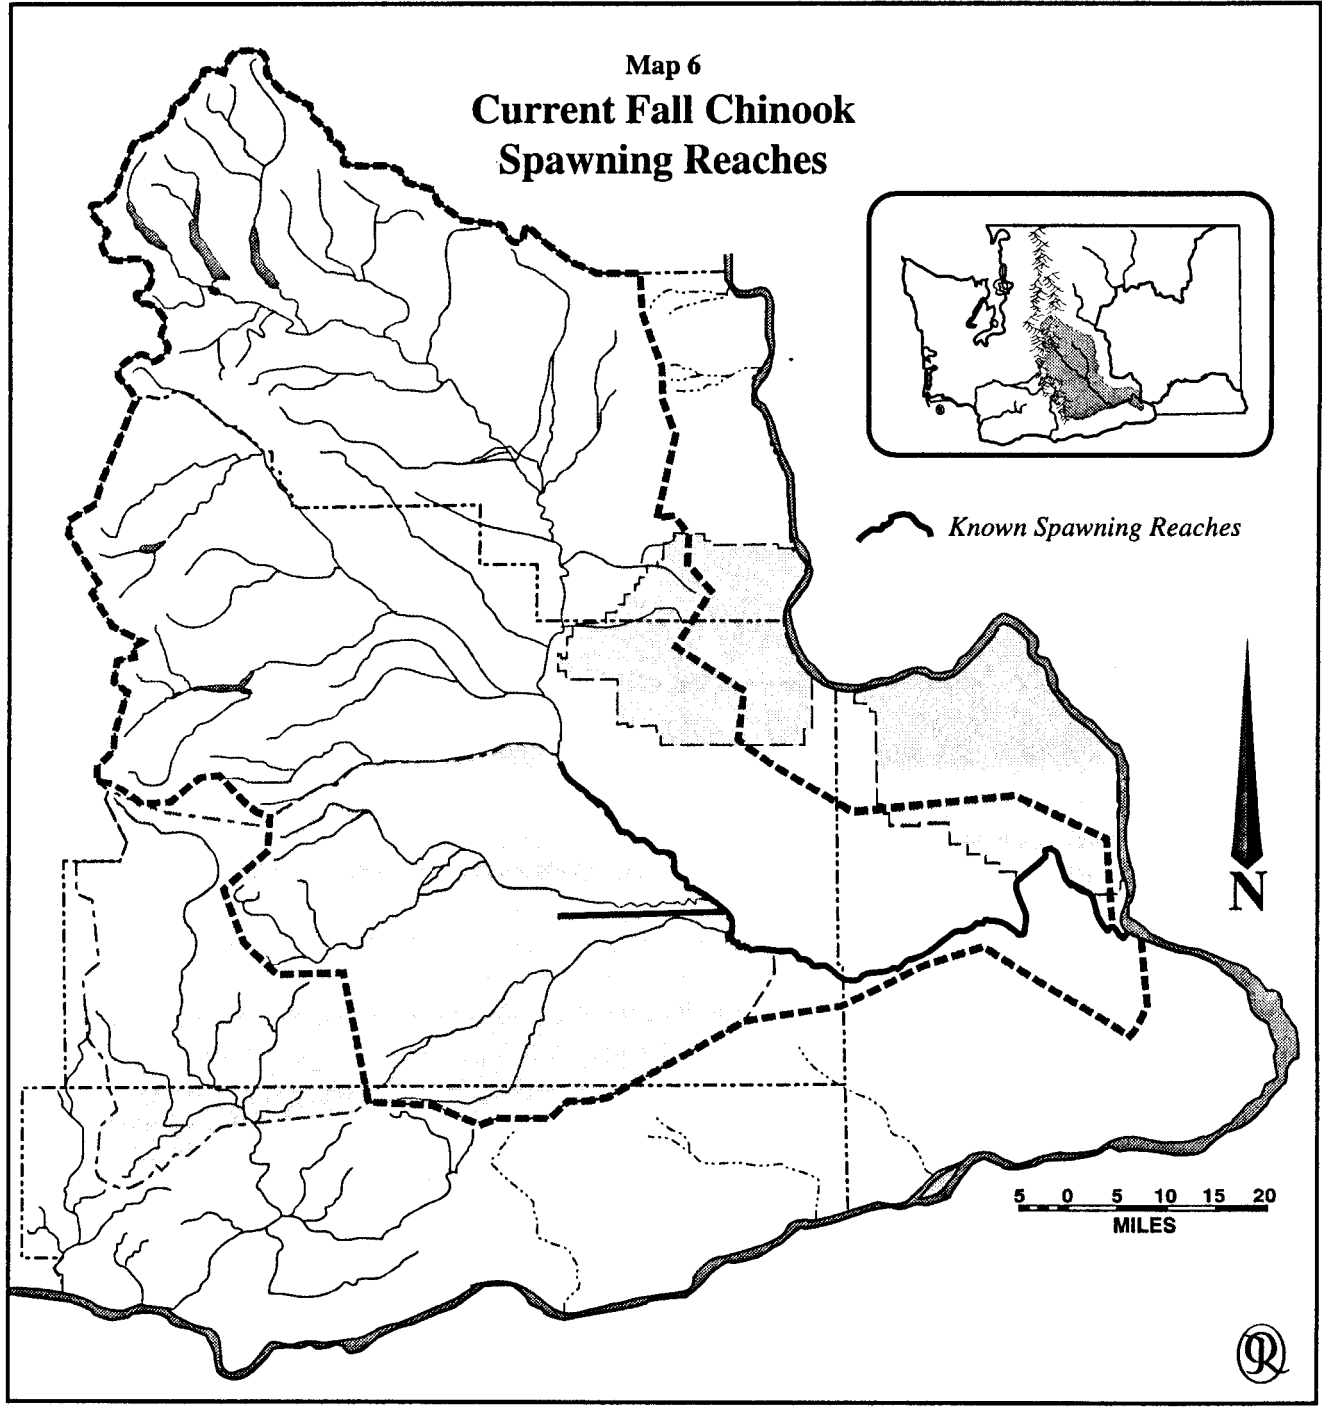 Map 6
Current Fall Chinook
Spawning Reaches
Known Spawning Reaches
N
5 0 5 10 15 20
MILES